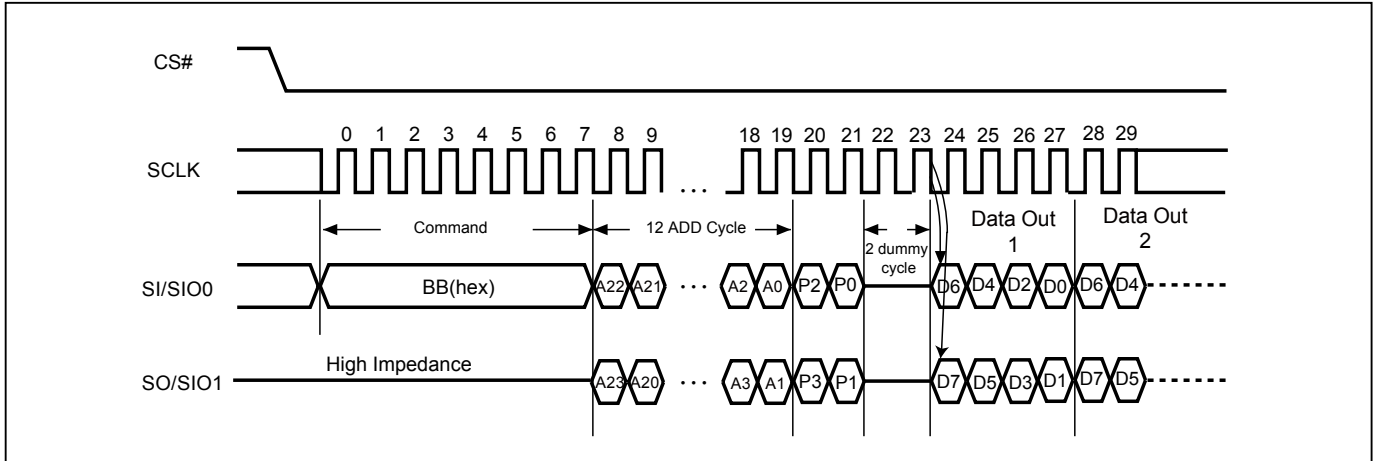 CS#
0 1 2 3 4 5 6 7 8 9 18 19 20 21 22 23 24 25 26 27 28 29
SCLK
...
Command
12 ADD Cycle
2 dummy
cycle
Data Out
1
Data Out
2
SI/SIO0
BB(hex)
A22 A21 ... A2 A0 P2 P0 D6 D4 D2 D0 D6 D4
High Impedance
SO/SIO1
A23 A20 ... A3 A1 P3 P1 D7 D5 D3 D1 D7 D5